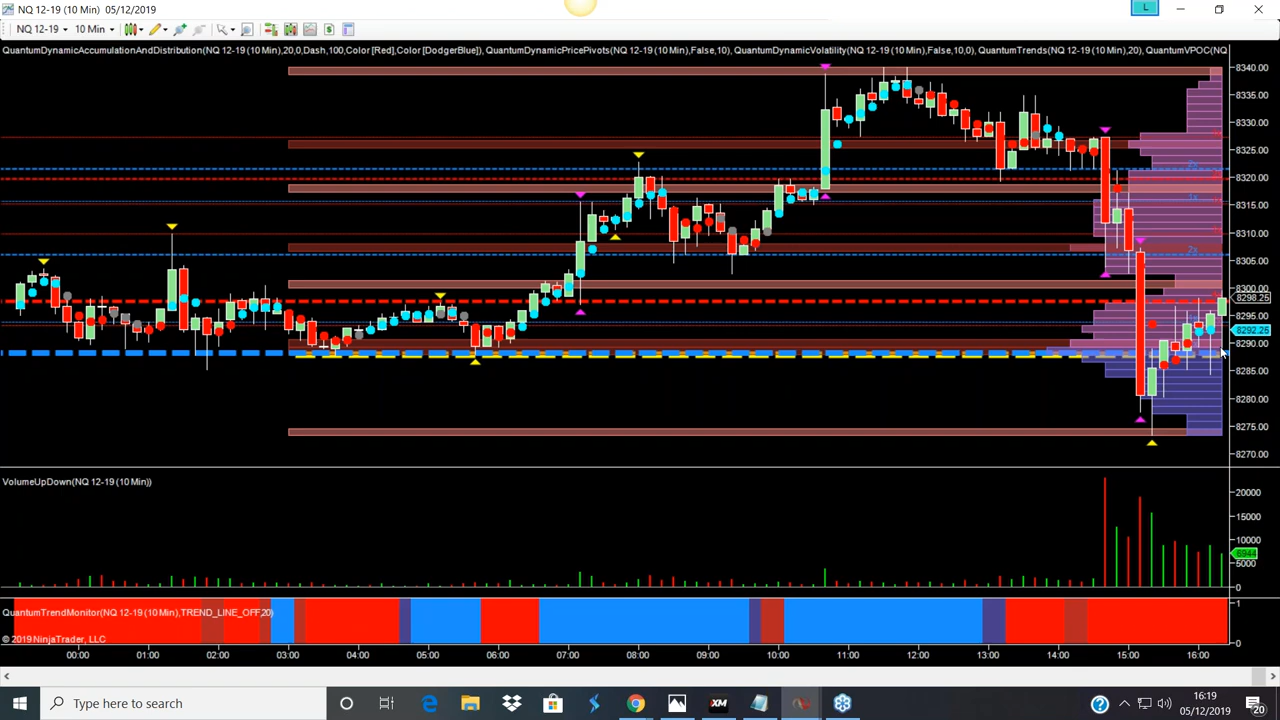 NQ 12-19 (10 Min)  05/12/2019
L
NQ 12-19 10 Min
QuantumDynamicAccumulationAndDistribution(NQ 12-19 (10 Min),20,0,Dash,100,Color [Red],Color [DodgerBlue]), QuantumDynamicPricePivots(NQ 12-19 (10 Min),False,10), QuantumDynamicVolatility(NQ 12-19 (10 Min),False,10,0), QuantumTrends(NQ 12-19 (10 Min),20), QuantumVPOC(NQ
8340.00
8335.00
8330.00
8325.00
2x
8320.00
1x
8315.00
8310.00
2x
8305.00
8300.00
8298.25
8295.00
8292.25
8290.00
8285.00
8280.00
8275.00
8270.00
VolumeUpDown(NQ 12-19 (10 Min))
20000
15000
10000
6944
5000
0
QuantumTrendMonitor(NQ 12-19 (10 Min),TREND_LINE_OFF,20)
1
© 2019 NinjaTrader, LLC
0
00:00 01:00 02:00 03:00 04:00 05:00 06:00 07:00 08:00 09:00 10:00 11:00 12:00 13:00 14:00 15:00 16:00
Type here to search
XM
16:19
05/12/2019
20